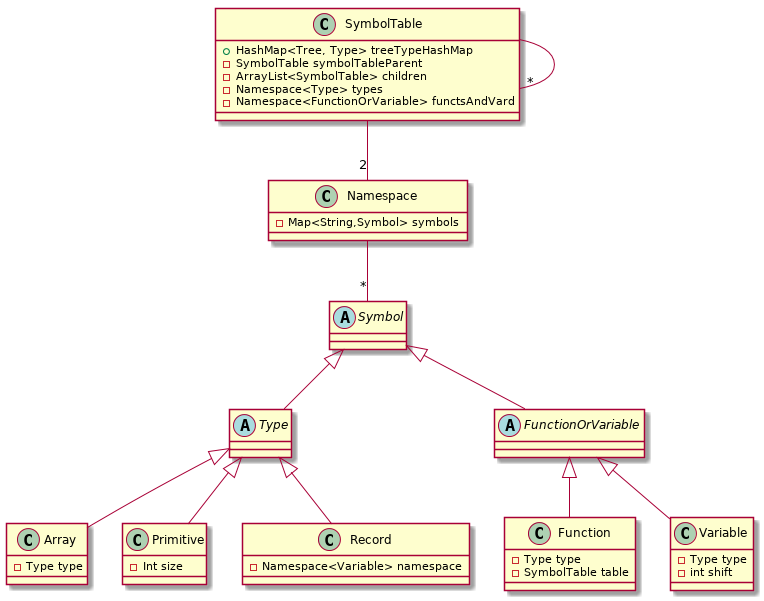 C SymbolTable
HashMap<Tree, Type> treeTypeHashMap
SymbolTable symbolTableParent
ArrayList<SymbolTable> children
Namespace<Type> types
Namespace<FunctionOrVariable> functsAndVard
*
2
C Namespace
Map<String,Symbol> symbols
*
A Symbol
A Type
A FunctionOrVariable
C Array
Type type
C Primitive
Int size
C Record
Namespace<Variable> namespace
C Function
Type type
SymbolTable table
C Variable
Type type
int shift